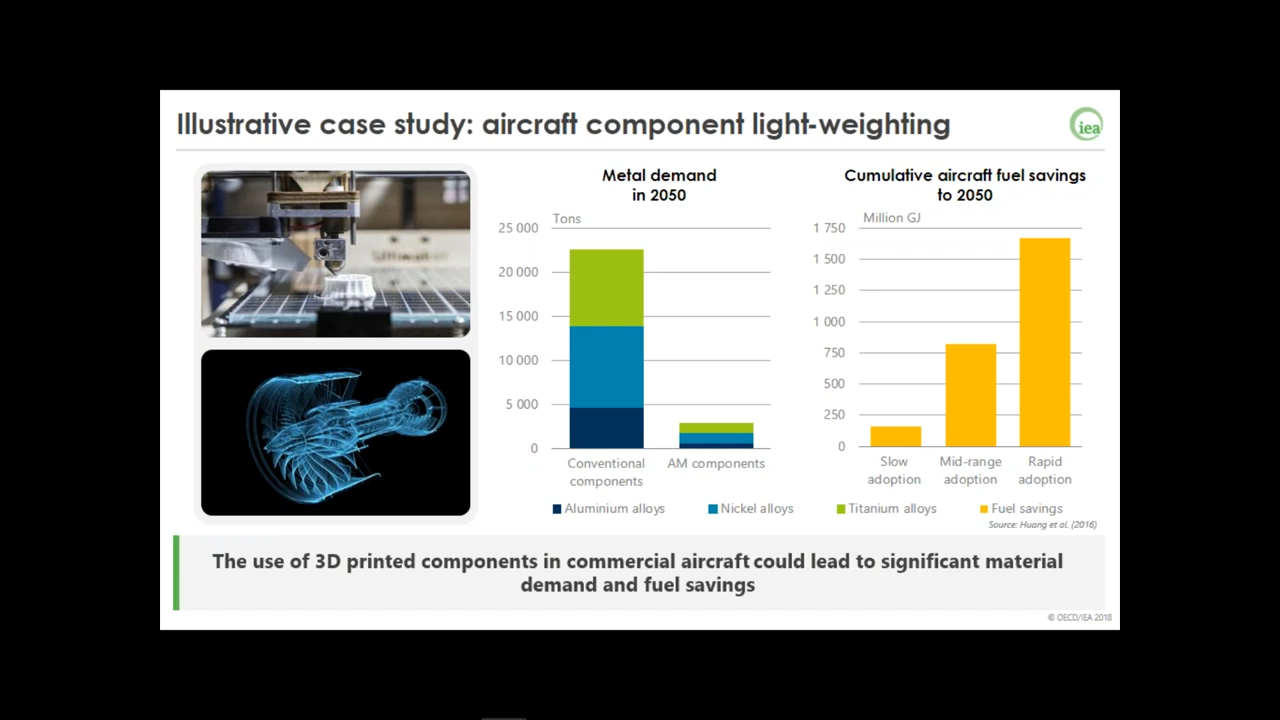 Illustrative case study: aircraft component light-weighting
iea
Metal demand
in 2050
Tons
25 000
20 000
15 000
10 000
5 000
0
Conventional
components
AM components
Cumulative aircraft fuel savings
to 2050
Million GJ
1 750
1 500
1 250
1 000
750
500
250
0
Slow
adoption
Mid-range
adoption
Rapid
adoption
Aluminium alloys
Nickel alloys
Titanium alloys
Fuel savings
Source: Huang et al. (2016)
The use of 3D printed components in commercial aircraft could lead to significant material
demand and fuel savings
© OECD/IEA 2018